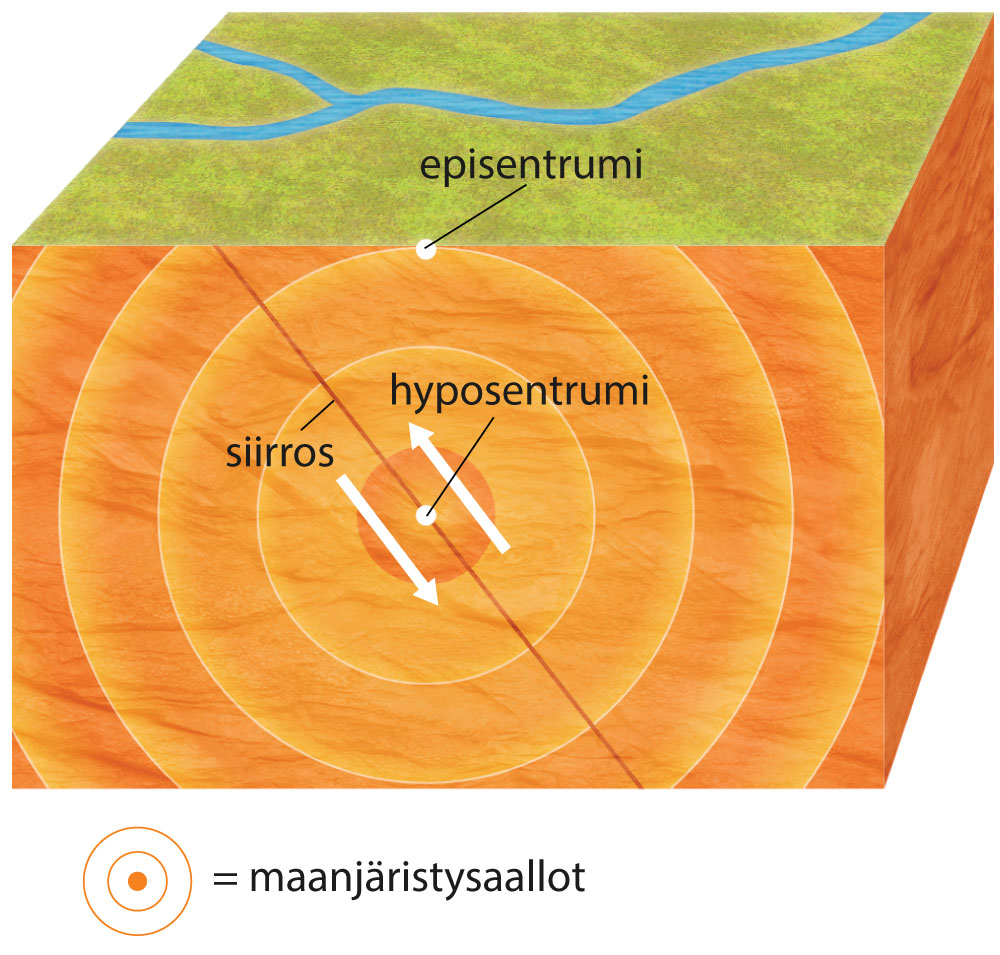 episentrumi
hyposentrumi
siirros
= maanjäristysaallot